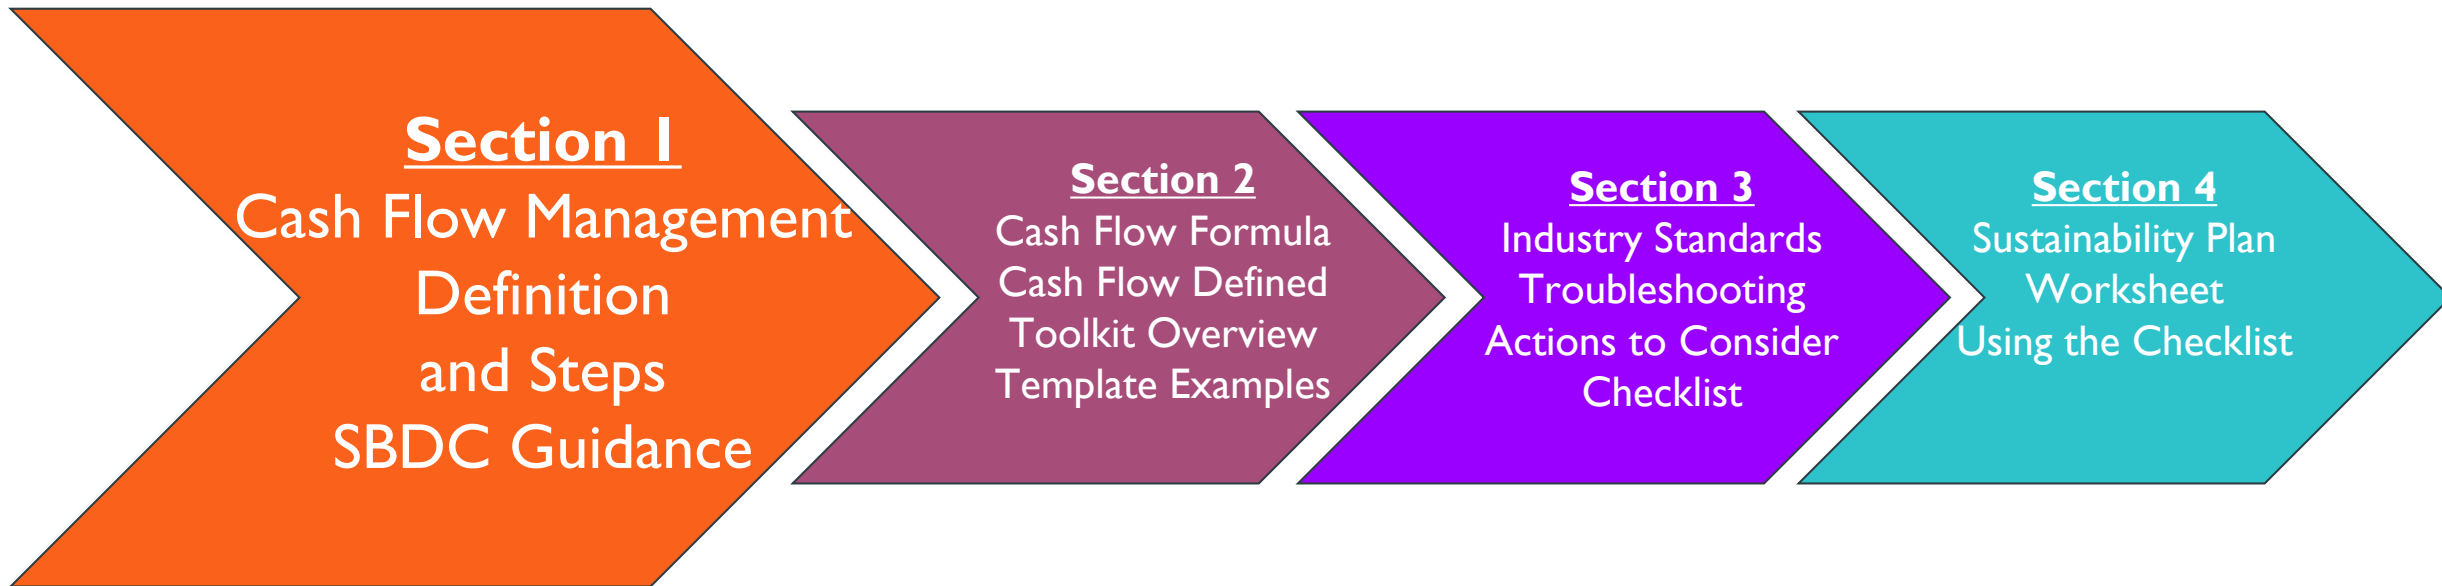 Section 1
Cash Flow Management
Definition
and Steps
SBDC Guidance
Section 2
Cash Flow Formula
Cash Flow Defined
Toolkit Overview
Template Examples
Section 3
Industry Standards
Troubleshooting
Actions to Consider
Checklist
Section 4
Sustainability Plan
Worksheet
Using the Checklist